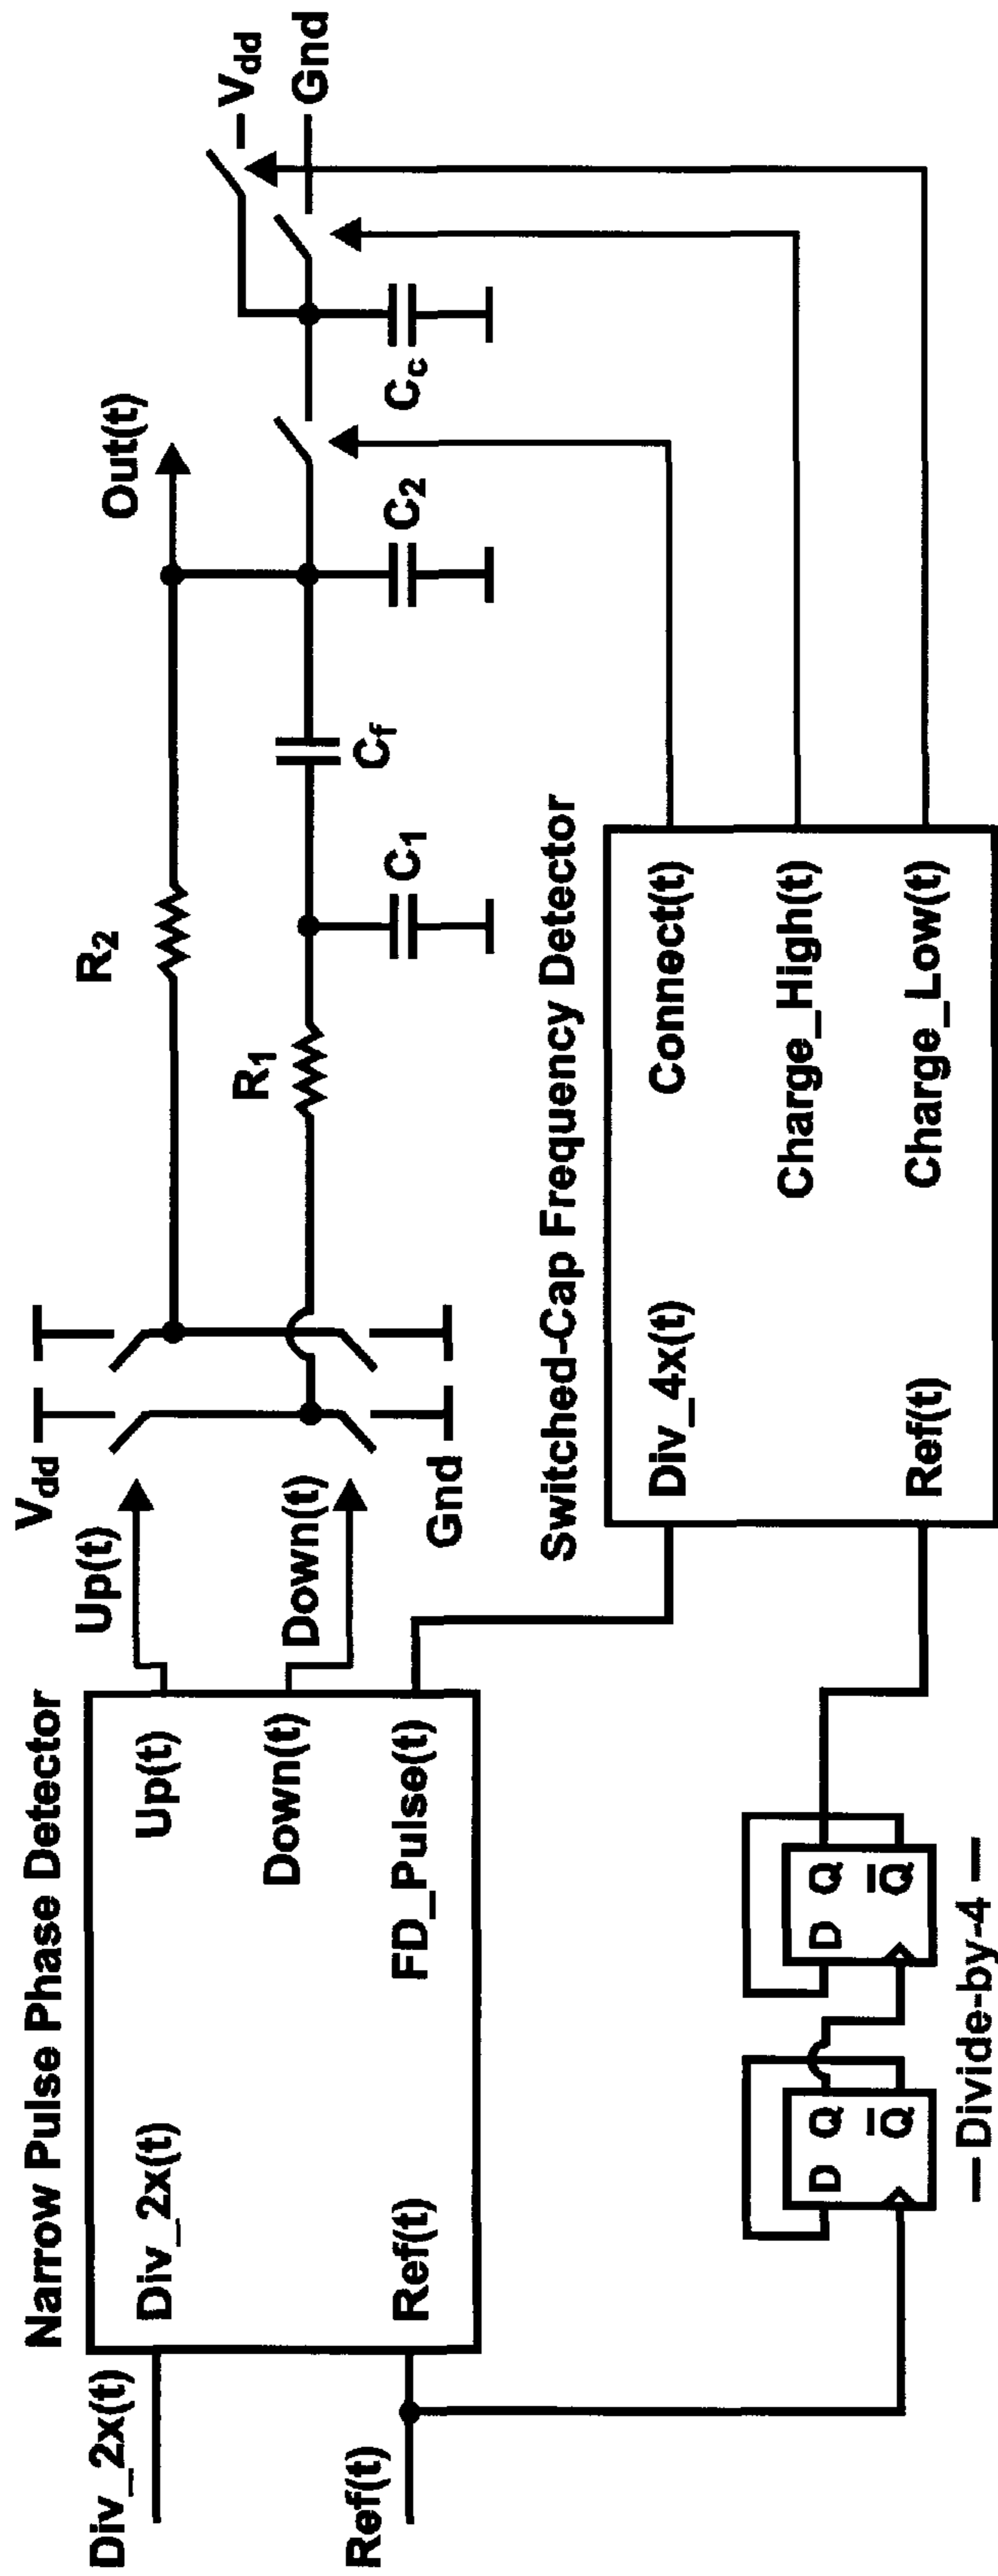 Narrow Pulse Phase Detector
Div_2x(t)
Ref(t)
Div_2x(t)
Ref(t)
Up(t)
Down(t)
FD_Pulse(t)
Up(t)
Down(t)
Vdd
Gnd
R2
R1
C1
Cf
C2
Out(t)
Cc
Vdd
Gnd
Switched-Cap Frequency Detector
Div_4x(t)
Ref(t)
Connect(t)
Charge_High(t)
Charge_Low(t)
D Q
Q̅
D Q
Q̅
Divide-by-4